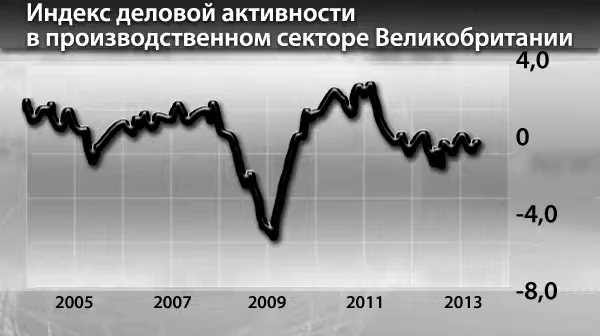 Индекс деловой активности
в производственном секторе Великобритании
4,0
0
-4,0
-8,0
2005 2007 2009 2011 2013